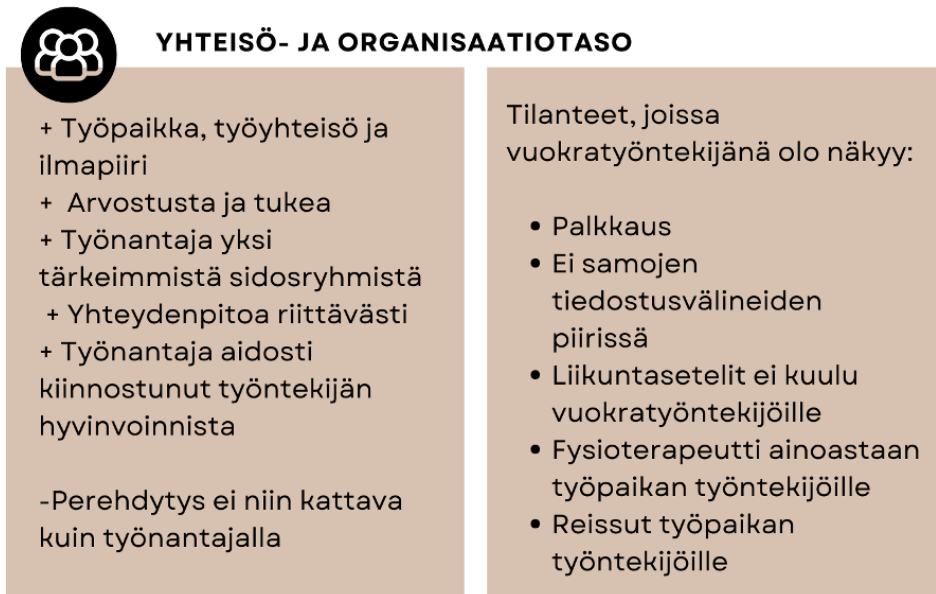 YHTEISÖ- JA ORGANISAATIOTASO
+ Työpaikka, työyhteisö ja
ilmapiiri
+ Arvostusta ja tukea
+ Työnantaja yksi
tärkeimmistä sidosryhmistä
+ Yhteydenpitoa riittävästi
+ Työnantaja aidosti
kiinnostunut työntekijän
hyvinvoinnista
-Perehdytys ei niin kattava
kuin työnantajalla
Tilanteet, joissa
vuokratyöntekijänä olo näkyy:
• Palkkaus
• Ei samojen
tiedostusvälineiden
piirissä
• Liikuntasetelit ei kuulu
vuokratyöntekijöille
• Fysioterapeutti ainoastaan
työpaikan työntekijöille
• Reissut työpaikan
työntekijöille